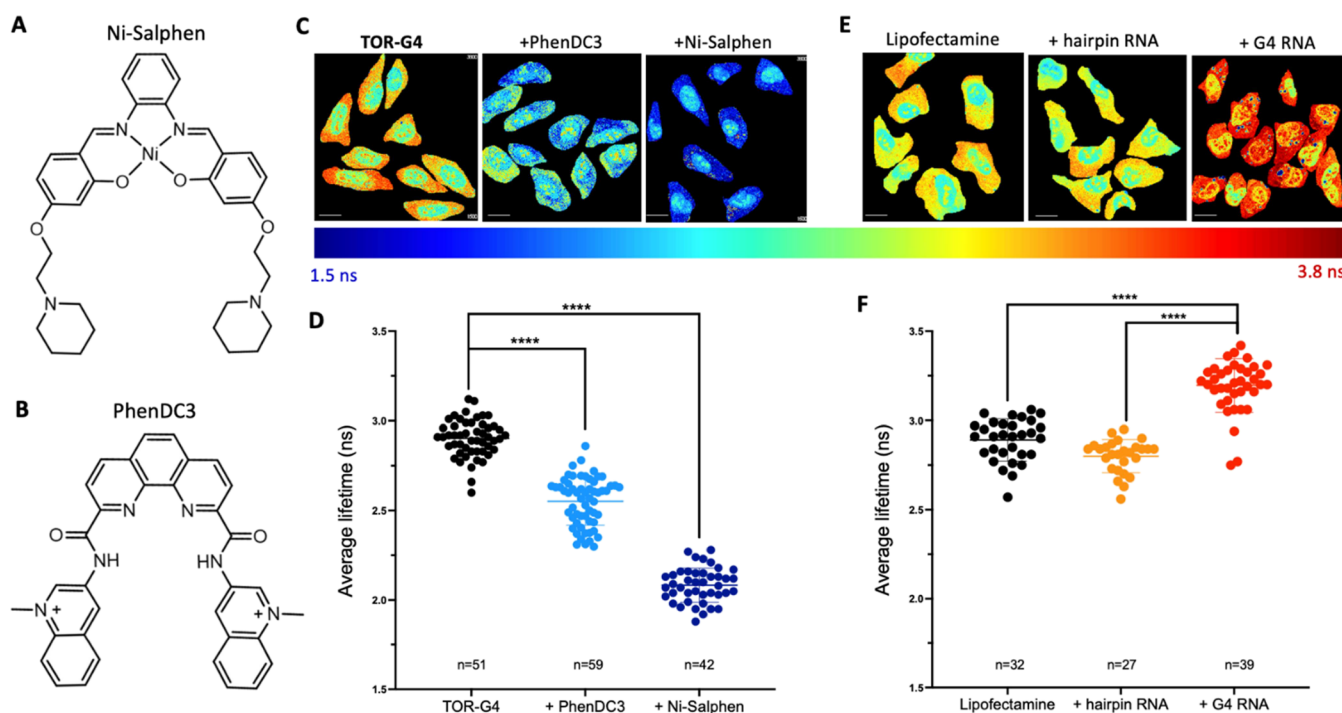 A
Ni-Salphen
N
N
Ni
O
O
O
O
N
N
B
PhenDC3
N
N
O
O
NH
HN
N
+
N
+
C
TOR-G4
+PhenDC3
+Ni-Salphen
E
Lipofectamine
+ hairpin RNA
+ G4 RNA
1.5 ns
3.8 ns
D
****
****
Average lifetime (ns)
3.5
3.0
2.5
2.0
1.5
n=51
n=59
n=42
TOR-G4
+ PhenDC3
+ Ni-Salphen
F
****
****
Average lifetime (ns)
3.5
3.0
2.5
2.0
1.5
n=32
n=27
n=39
Lipofectamine
+ hairpin RNA
+ G4 RNA